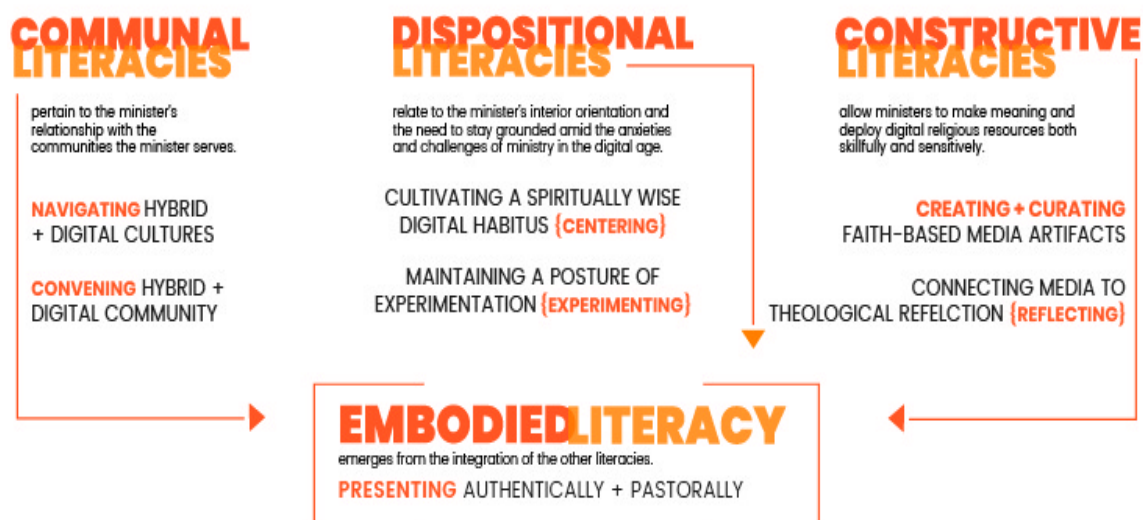 COMMUNAL
LITERACIES
pertain to the minister's
relationship with the
communities the minister serves.
NAVIGATING HYBRID
+ DIGITAL CULTURES
CONVENING HYBRID +
DIGITAL COMMUNITY
DISPOSITIONAL
LITERACIES
relate to the minister's interior orientation and
the need to stay grounded amid the anxieties
and challenges of ministry in the digital age.
CULTIVATING A SPIRITUALLY WISE
DIGITAL HABITUS {CENTERING}
MAINTAINING A POSTURE OF
EXPERIMENTATION {EXPERIMENTING}
CONSTRUCTIVE
LITERACIES
allow ministers to make meaning and
deploy digital religious resources both
skillfully and sensitively.
CREATING + CURATING
FAITH-BASED MEDIA ARTIFACTS
CONNECTING MEDIA TO
THEOLOGICAL REFELCTION {REFLECTING}
EMBODIED LITERACY
emerges from the integration of the other literacies.
PRESENTING AUTHENTICALLY + PASTORALLY